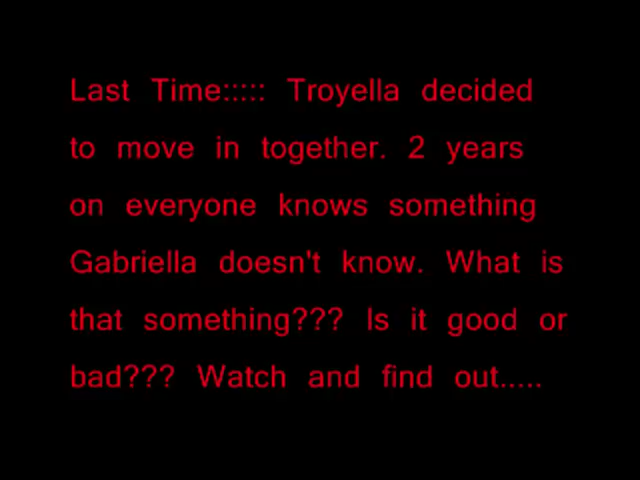 Last Time::::: Troyella decided
to move in together. 2 years
on everyone knows something
Gabriella doesn't know. What is
that something??? Is it good or
bad??? Watch and find out.....